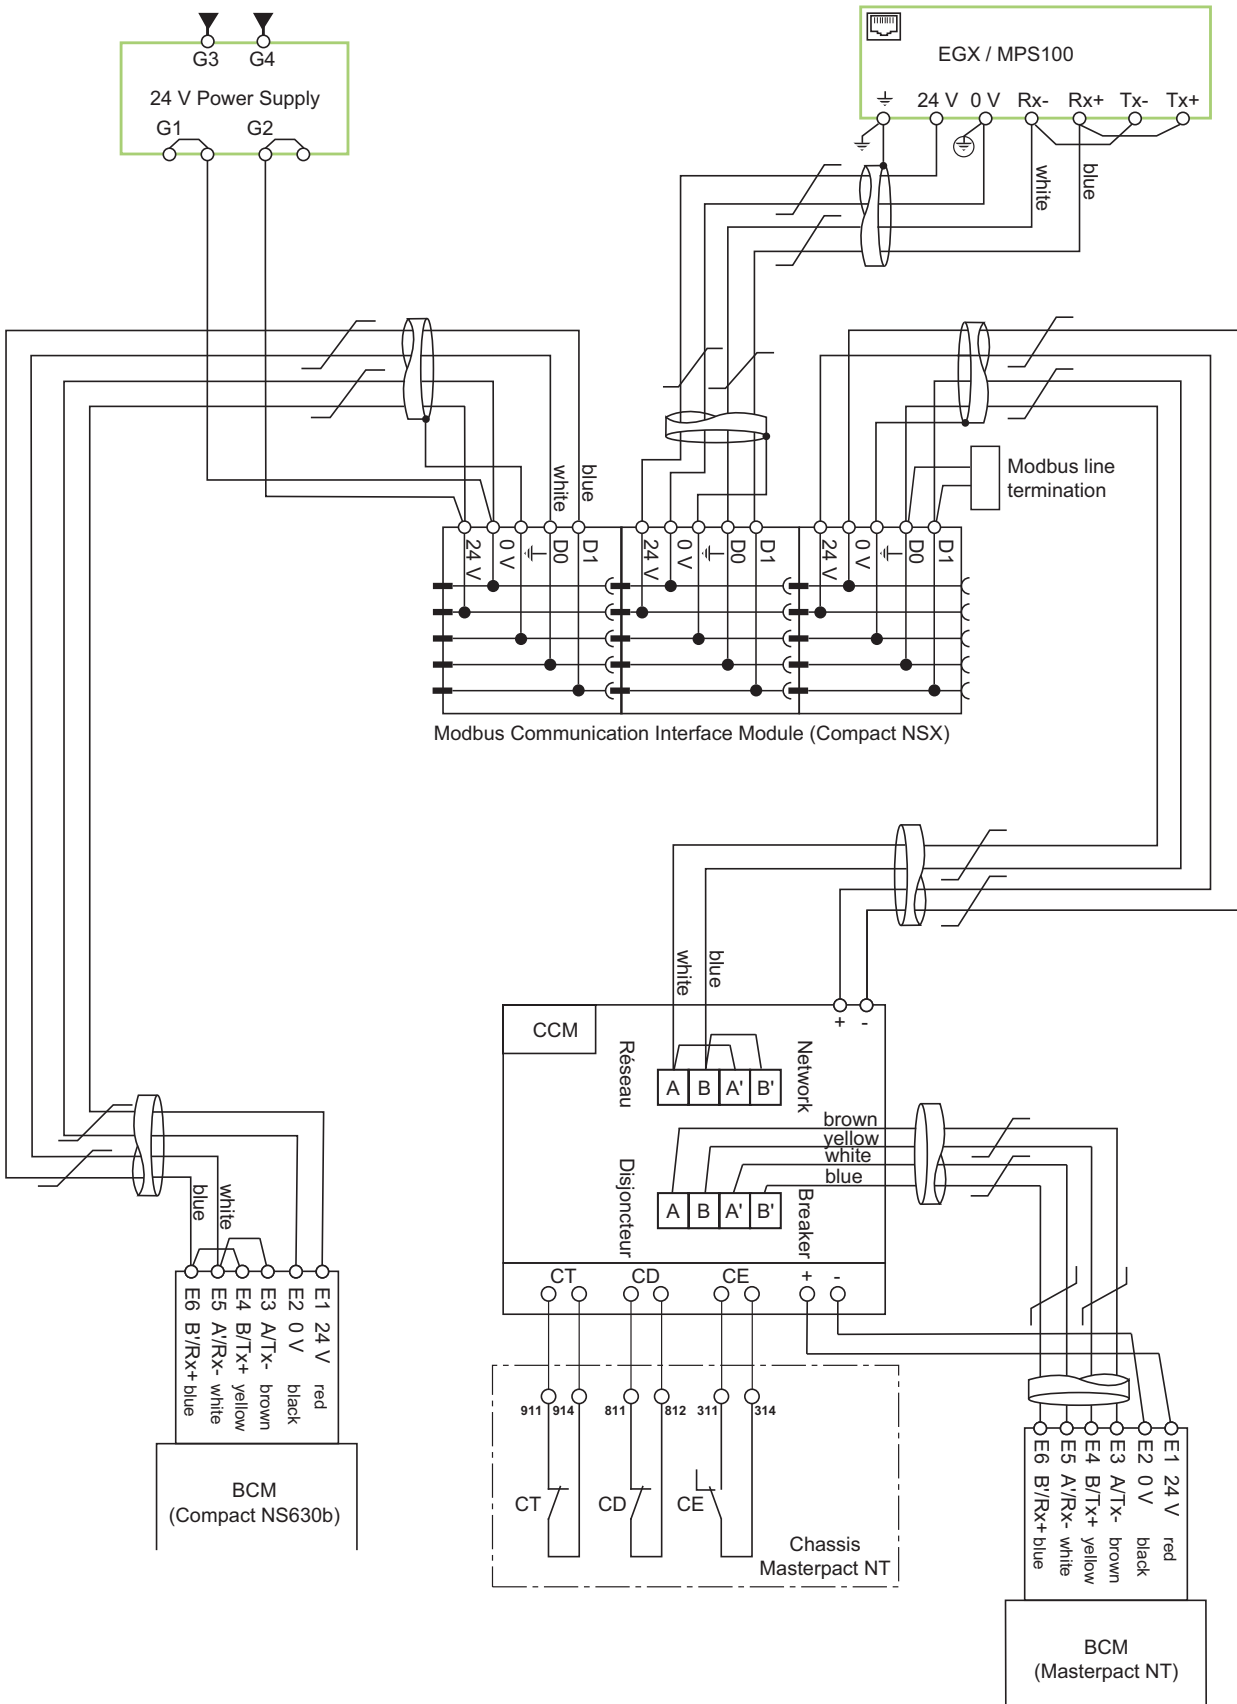 G3 G4
24 V Power Supply
G1 G2
EGX / MPS100
24 V 0 V Rx- Rx+ Tx- Tx+
white
blue
white
blue
Modbus line
termination
24 V
0 V
D0
D1
24 V
0 V
D0
D1
24 V
0 V
D0
D1
Modbus Communication Interface Module (Compact NSX)
white
blue
CCM
+ -
Réseau
A B A' B'
Network
brown
yellow
white
blue
Disjoncteur
A B A' B'
Breaker
CT CD CE + -
911 914 811 812 311 314
CT CD CE
Chassis
Masterpact NT
blue
white
E6 B'/Rx+ blue
E5 A'/Rx- white
E4 B/Tx+ yellow
E3 A/Tx- brown
E2 0 V black
E1 24 V red
BCM
(Compact NS630b)
E6 B'/Rx+ blue
E5 A'/Rx- white
E4 B/Tx+ yellow
E3 A/Tx- brown
E2 0 V black
E1 24 V red
BCM
(Masterpact NT)